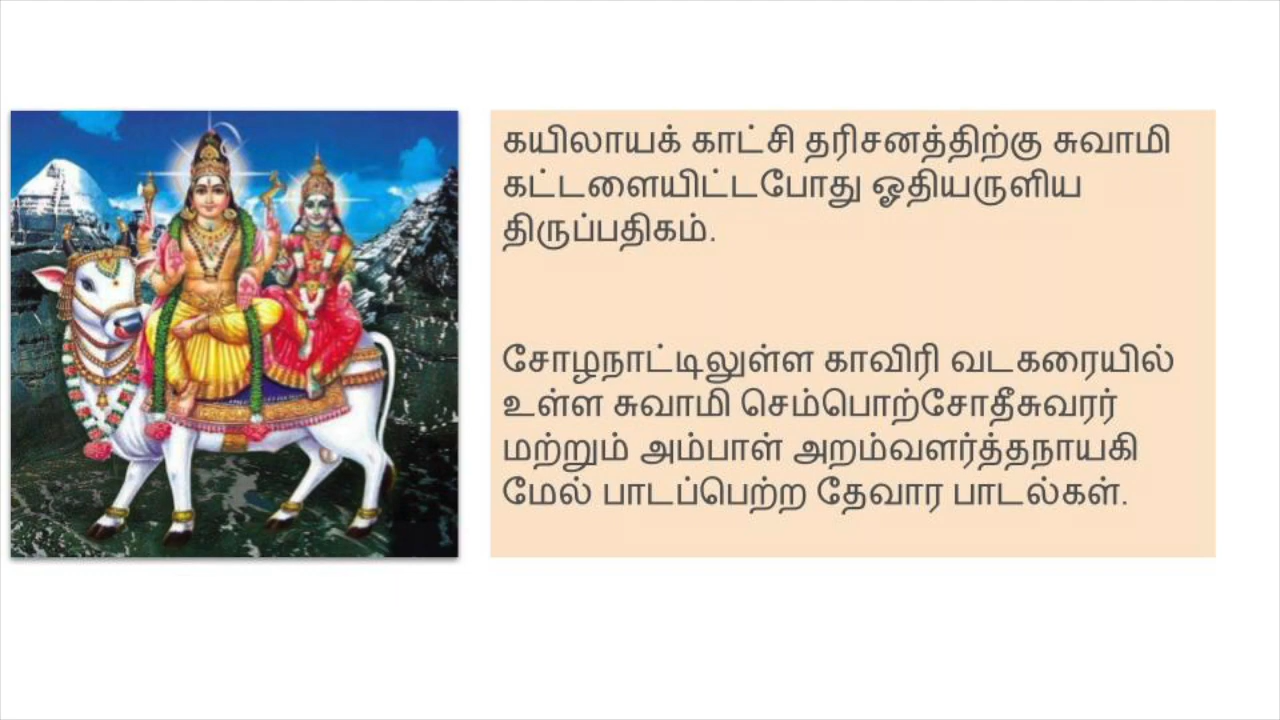 கயிலாயக் காட்சி தரிசனத்திற்கு சுவாமி
கட்டளையிட்டபோது ஓதியருளிய
திருப்பதிகம்.
சோழநாட்டிலுள்ள காவிரி வடகரையில்
உள்ள சுவாமி செம்பொற்சோதீசுவரர்
மற்றும் அம்பாள் அறம்வளர்த்தநாயகி
மேல் பாடப்பெற்ற தேவார பாடல்கள்.